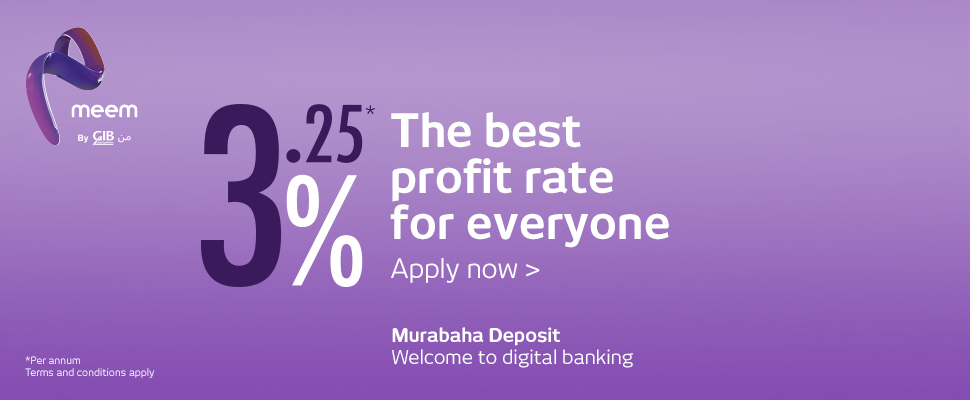 meem
By GIB من
3.25*%
The best
profit rate
for everyone
Apply now >
Murabaha Deposit
Welcome to digital banking
*Per annum
Terms and conditions apply